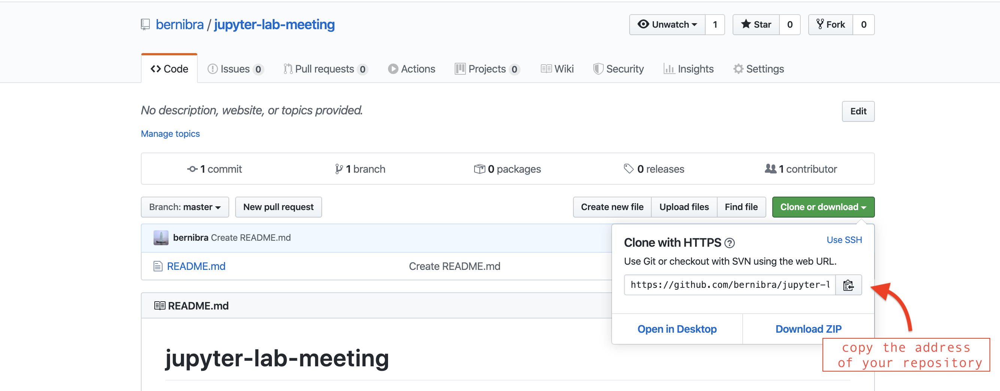 bernibra / jupyter-lab-meeting
Unwatch 1 Star 0 Fork 0
Code Issues 0 Pull requests 0 Actions Projects 0 Wiki Security Insights Settings
No description, website, or topics provided. Edit
Manage topics
1 commit 1 branch 0 packages 0 releases 1 contributor
Branch: master New pull request Create new file Upload files Find file Clone or download
bernibra Create README.md
README.md Create README.md
Clone with HTTPS ? Use SSH
Use Git or checkout with SVN using the web URL.
https://github.com/bernibra/jupyter-l
Open in Desktop Download ZIP
README.md
jupyter-lab-meeting
copy the address
of your repository